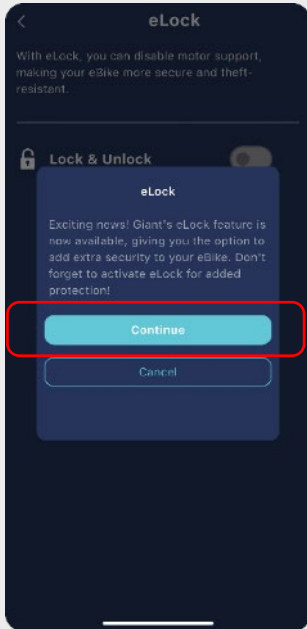 eLock
With eLock, you can disable motor support,
making your eBike more secure and theft-
resistant.
Lock & Unlock
eLock
Exciting news! Giant's eLock feature is
now available, giving you the option to
add extra security to your eBike. Don't
forget to activate eLock for added
protection!
Continue
Cancel